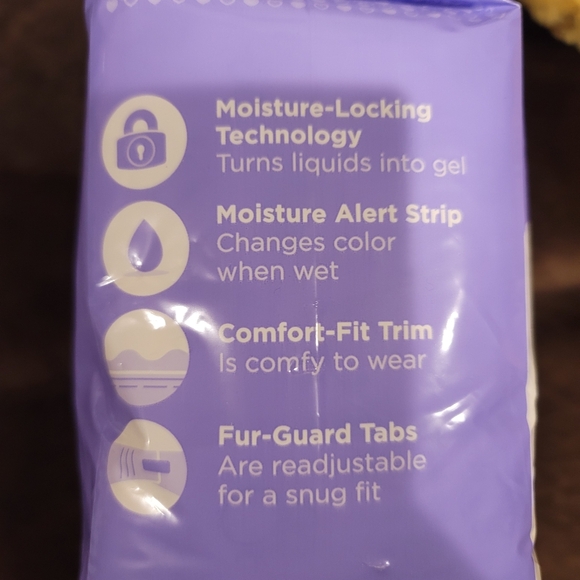 Moisture-Locking
Technology
Turns liquids into gel
Moisture Alert Strip
Changes color
when wet
Comfort-Fit Trim
Is comfy to wear
Fur-Guard Tabs
Are readjustable
for a snug fit